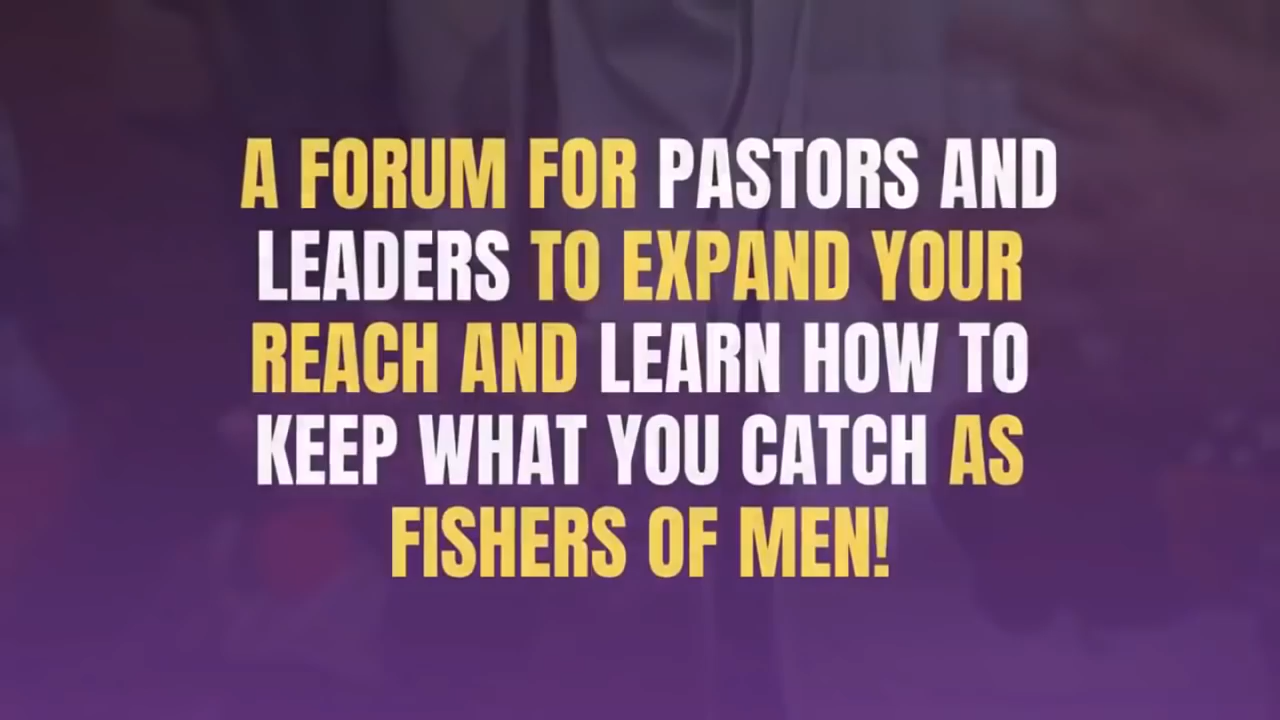 A FORUM FOR PASTORS AND
LEADERS TO EXPAND YOUR
REACH AND LEARN HOW TO
KEEP WHAT YOU CATCH AS
FISHERS OF MEN!